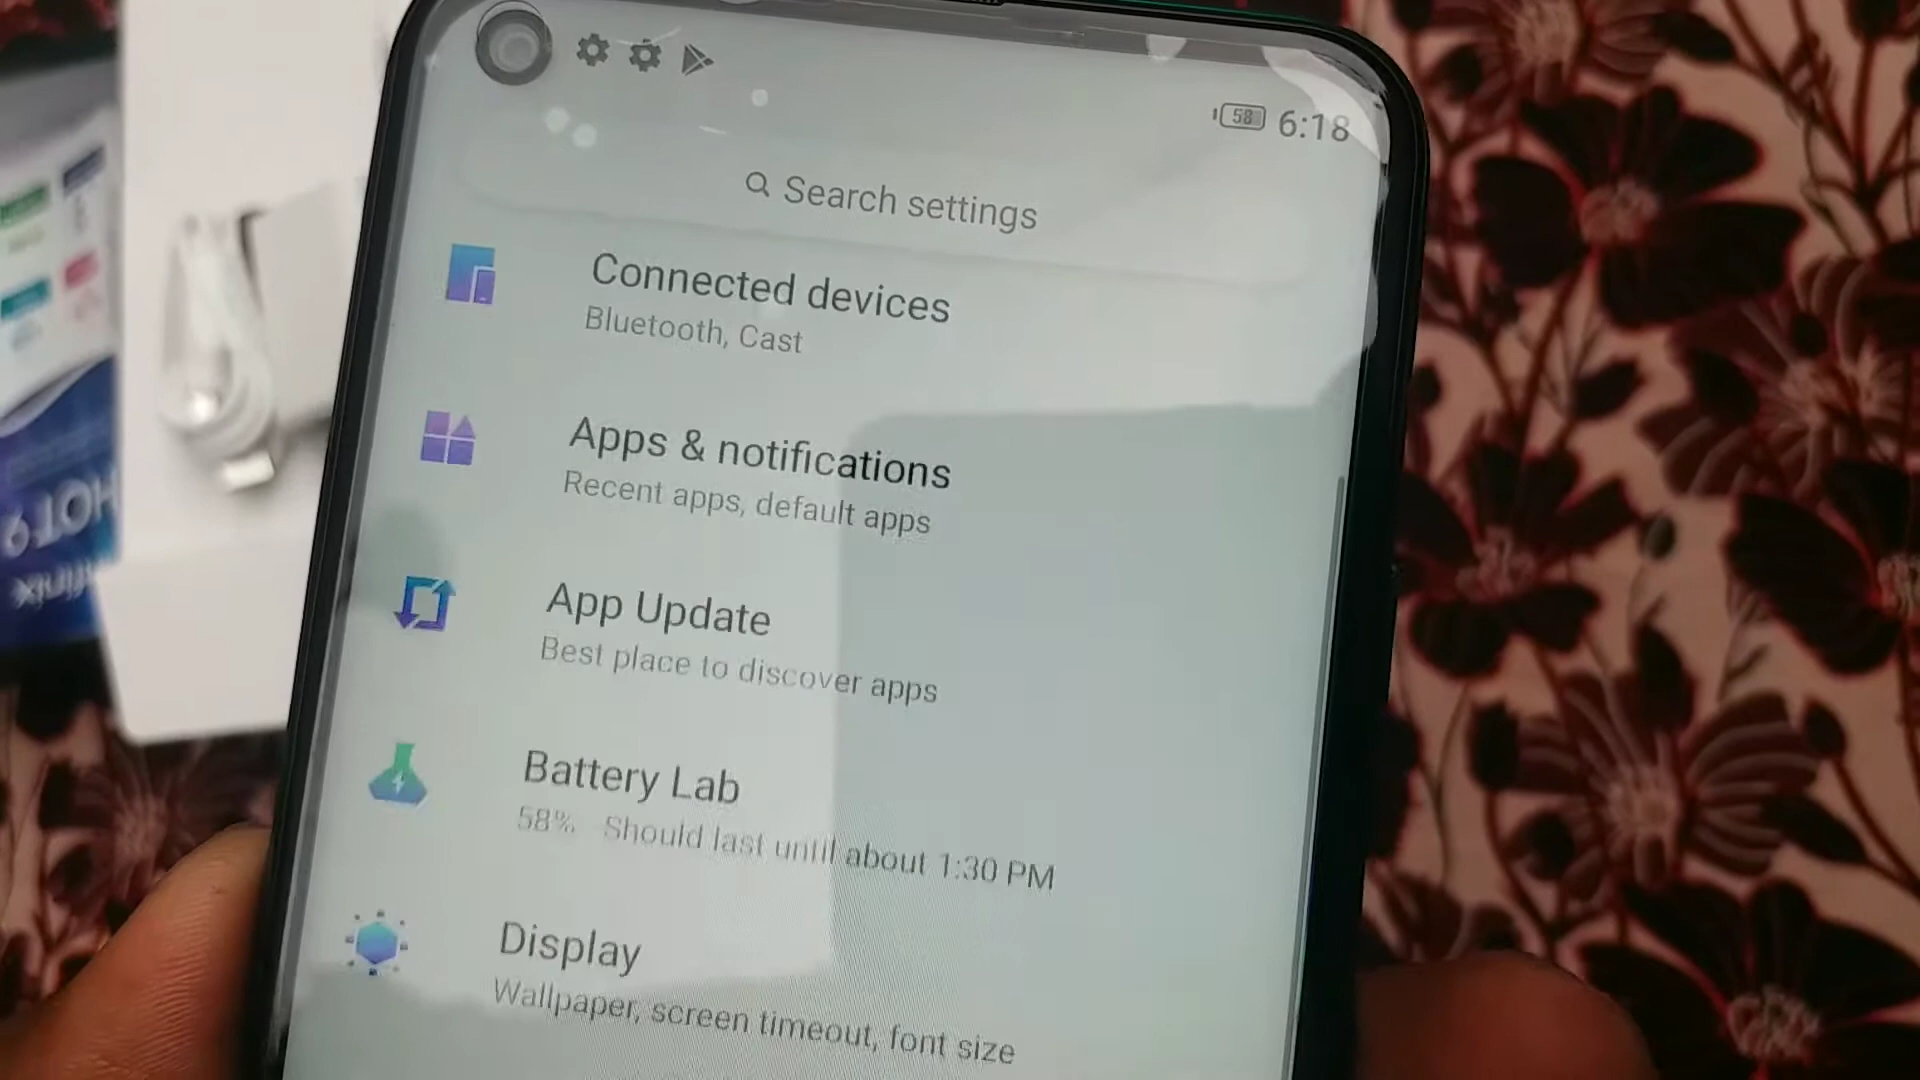 58 6:18
Search settings
Connected devices
Bluetooth, Cast
Apps & notifications
Recent apps, default apps
App Update
Best place to discover apps
Battery Lab
58% Should last until about 1:30 PM
Display
Wallpaper, screen timeout, font size
HOT 9